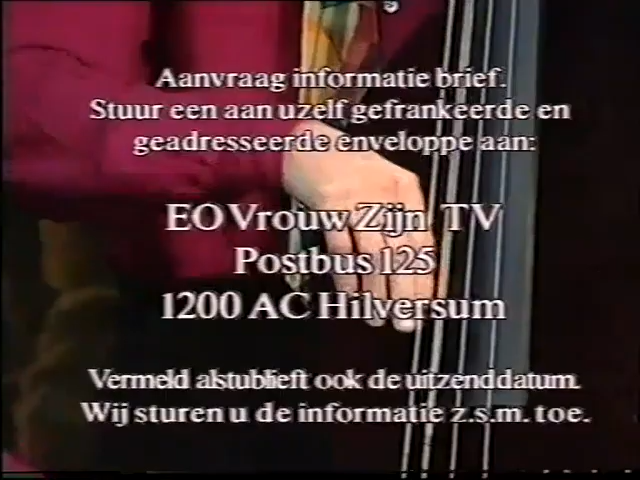 Aanvraag informatie brief.
Stuur een aan uzelf gefrankeerde en
geadresseerde enveloppe aan:
EO Vrouw Zijn TV
Postbus 125
1200 AC Hilversum
Vermeld alstublieft ook de uitzenddatum.
Wij sturen u de informatie z.s.m. toe.